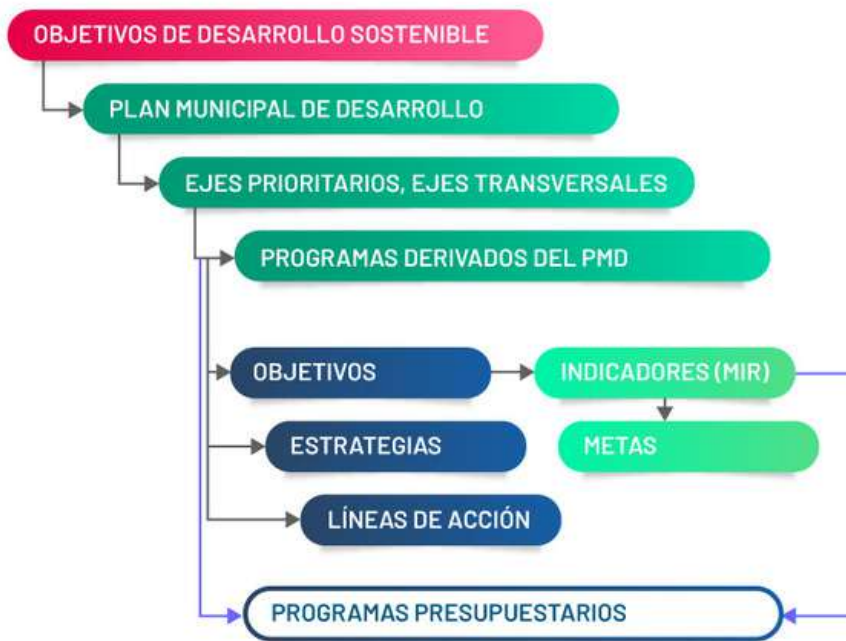 OBJETIVOS DE DESARROLLO SOSTENIBLE
PLAN MUNICIPAL DE DESARROLLO
EJES PRIORITARIOS, EJES TRANSVERSALES
PROGRAMAS DERIVADOS DEL PMD
OBJETIVOS
INDICADORES (MIR)
ESTRATEGIAS
METAS
LÍNEAS DE ACCIÓN
PROGRAMAS PRESUPUESTARIOS